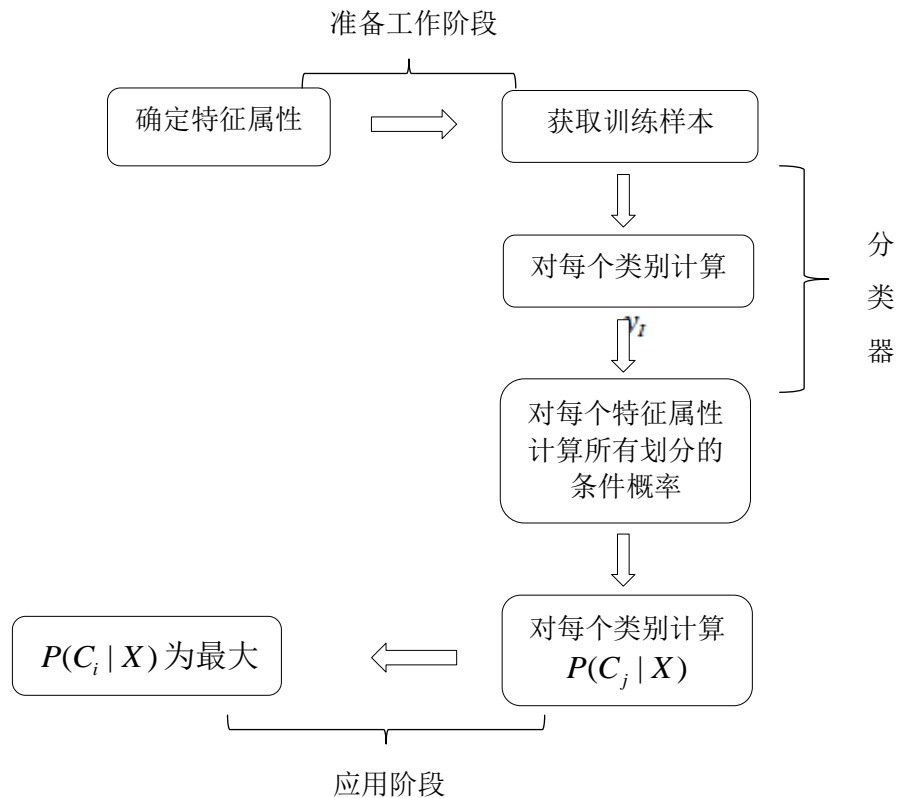 准备工作阶段
确定特征属性
获取训练样本
对每个类别计算
y_I
对每个特征属性
计算所有划分的
条件概率
分
类
器
对每个类别计算
P(C_j | X)
P(C_i | X) 为最大
应用阶段